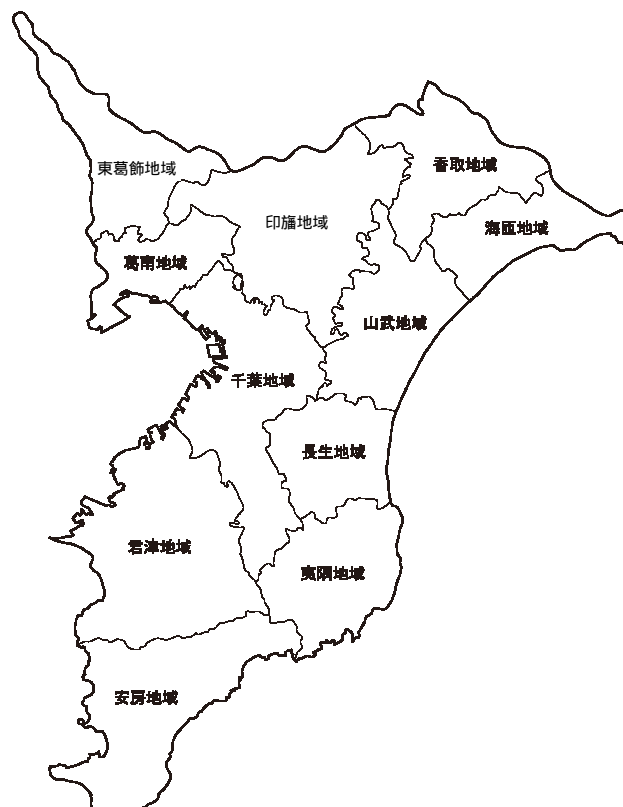 東葛飾地域
香取地域
印旛地域
海匝地域
葛南地域
山武地域
千葉地域
長生地域
君津地域
夷隅地域
安房地域